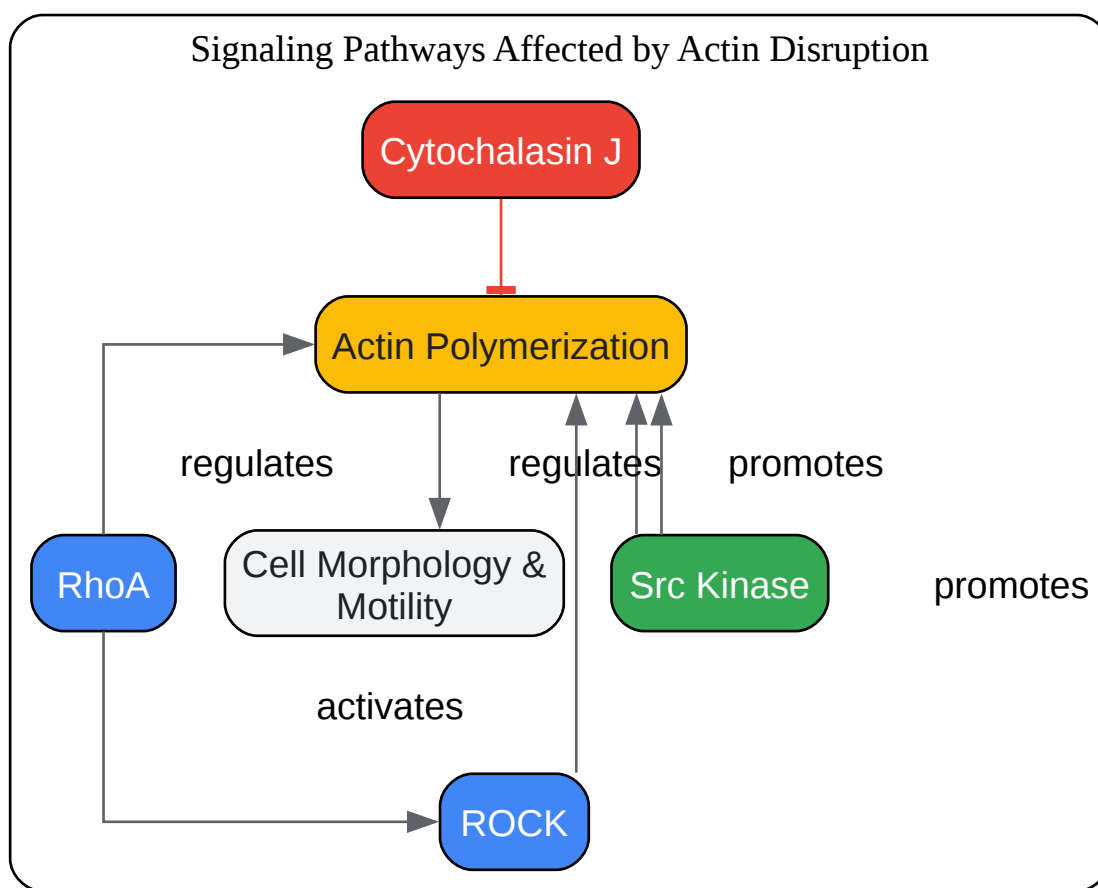 Signaling Pathways Affected by Actin Disruption
Cytochalasin J
Actin Polymerization
regulates
regulates
promotes
RhoA
Cell Morphology &
Motility
Src Kinase
promotes
activates
ROCK